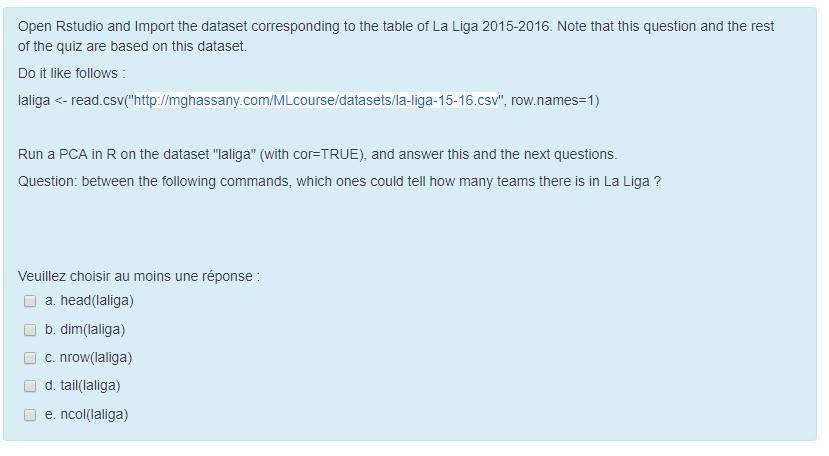 Open Rstudio and Import the dataset corresponding to the table of La Liga 2015-2016. Note that this question and the rest
of the quiz are based on this dataset.
Do it like follows :
laliga <- read.csv("http://mghassany.com/MLcourse/datasets/la-liga-15-16.csv", row.names=1)
Run a PCA in R on the dataset "laliga" (with cor=TRUE), and answer this and the next questions.
Question: between the following commands, which ones could tell how many teams there is in La Liga ?
Veuillez choisir au moins une réponse :
a. head(laliga)
b. dim(laliga)
c. nrow(laliga)
d. tail(laliga)
e. ncol(laliga)